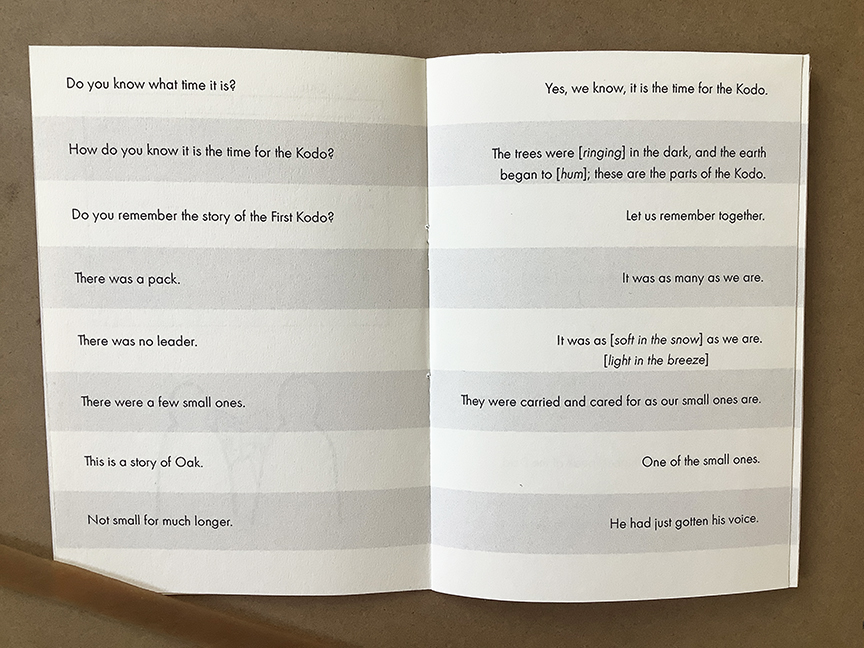 Do you know what time it is?
Yes, we know, it is the time for the Kodo.
How do you know it is the time for the Kodo?
The trees were [ringing] in the dark, and the earth
began to [hum]; these are the parts of the Kodo.
Do you remember the story of the First Kodo?
Let us remember together.
There was a pack.
It was as many as we are.
There was no leader.
It was as [soft in the snow] as we are.
[light in the breeze]
There were a few small ones.
They were carried and cared for as our small ones are.
This is a story of Oak.
One of the small ones.
Not small for much longer.
He had just gotten his voice.